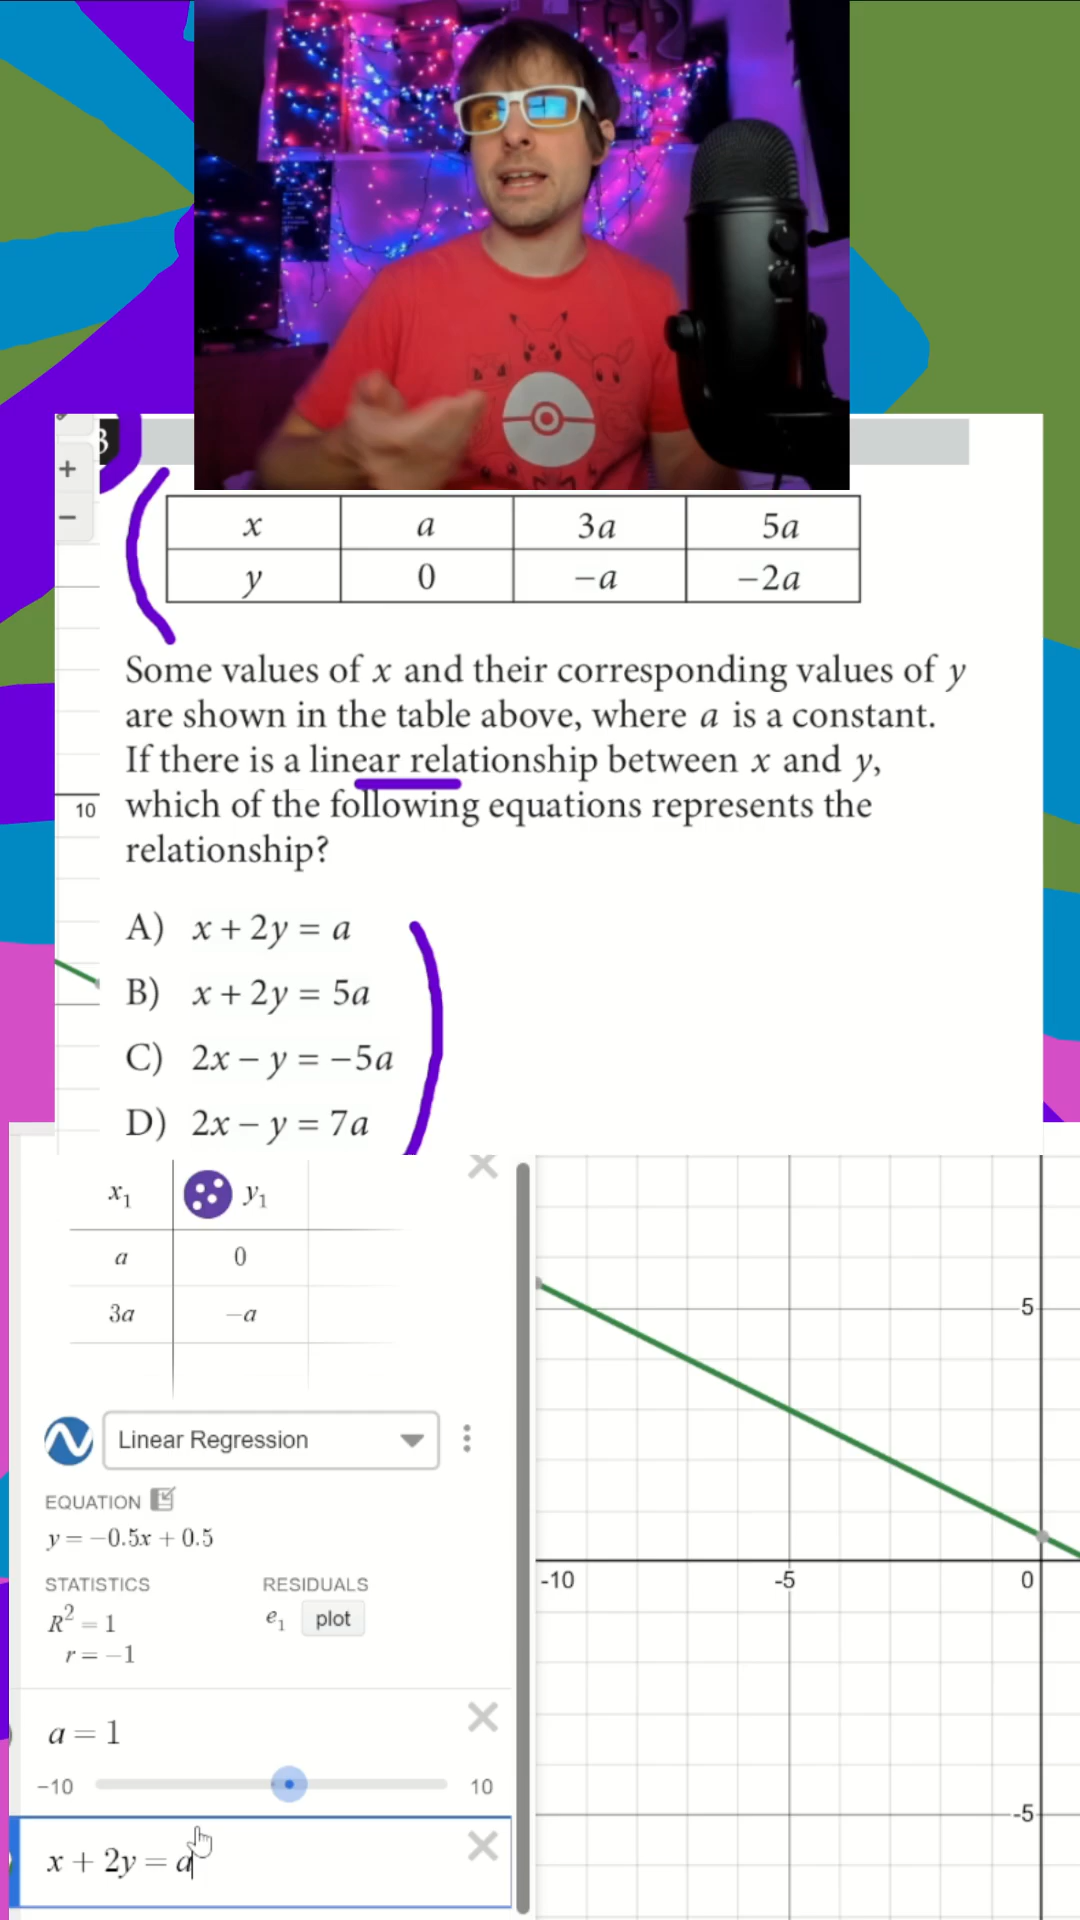 3
+
−
x a 3a 5a
y 0 −a −2a
Some values of x and their corresponding values of y
are shown in the table above, where a is a constant.
If there is a linear relationship between x and y,
10
which of the following equations represents the
relationship?
A) x + 2y = a
B) x + 2y = 5a
C) 2x − y = −5a
D) 2x − y = 7a
x₁ y₁
a 0
3a −a
Linear Regression
EQUATION
y = −0.5x + 0.5
STATISTICS RESIDUALS
R² = 1 e₁ plot
r = −1
a = 1
−10 10
x + 2y = a
5
-10 -5 0
-5